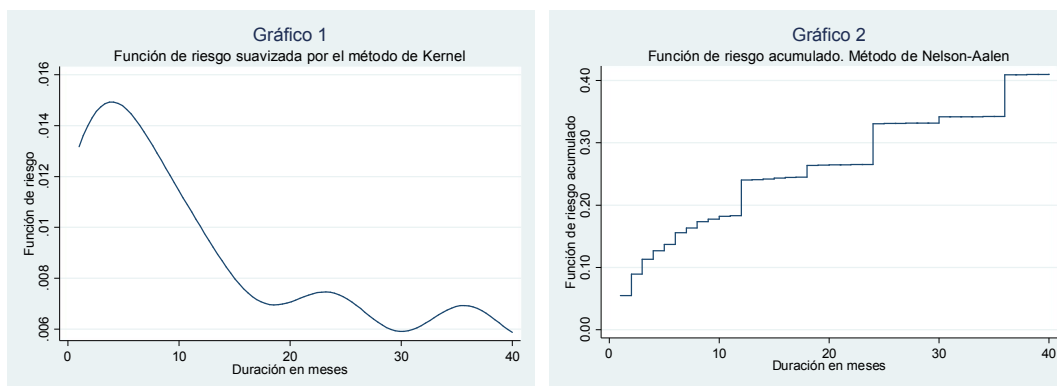 Gráfico 1
Función de riesgo suavizada por el método de Kernel
.016
.014
.012
.01
.008
.006
Función de riesgo
0 10 20 30 40
Duración en meses
Gráfico 2
Función de riesgo acumulado. Método de Nelson-Aalen
0.40
0.30
0.20
0.10
0.00
Función de riesgo acumulado
0 10 20 30 40
Duración en meses